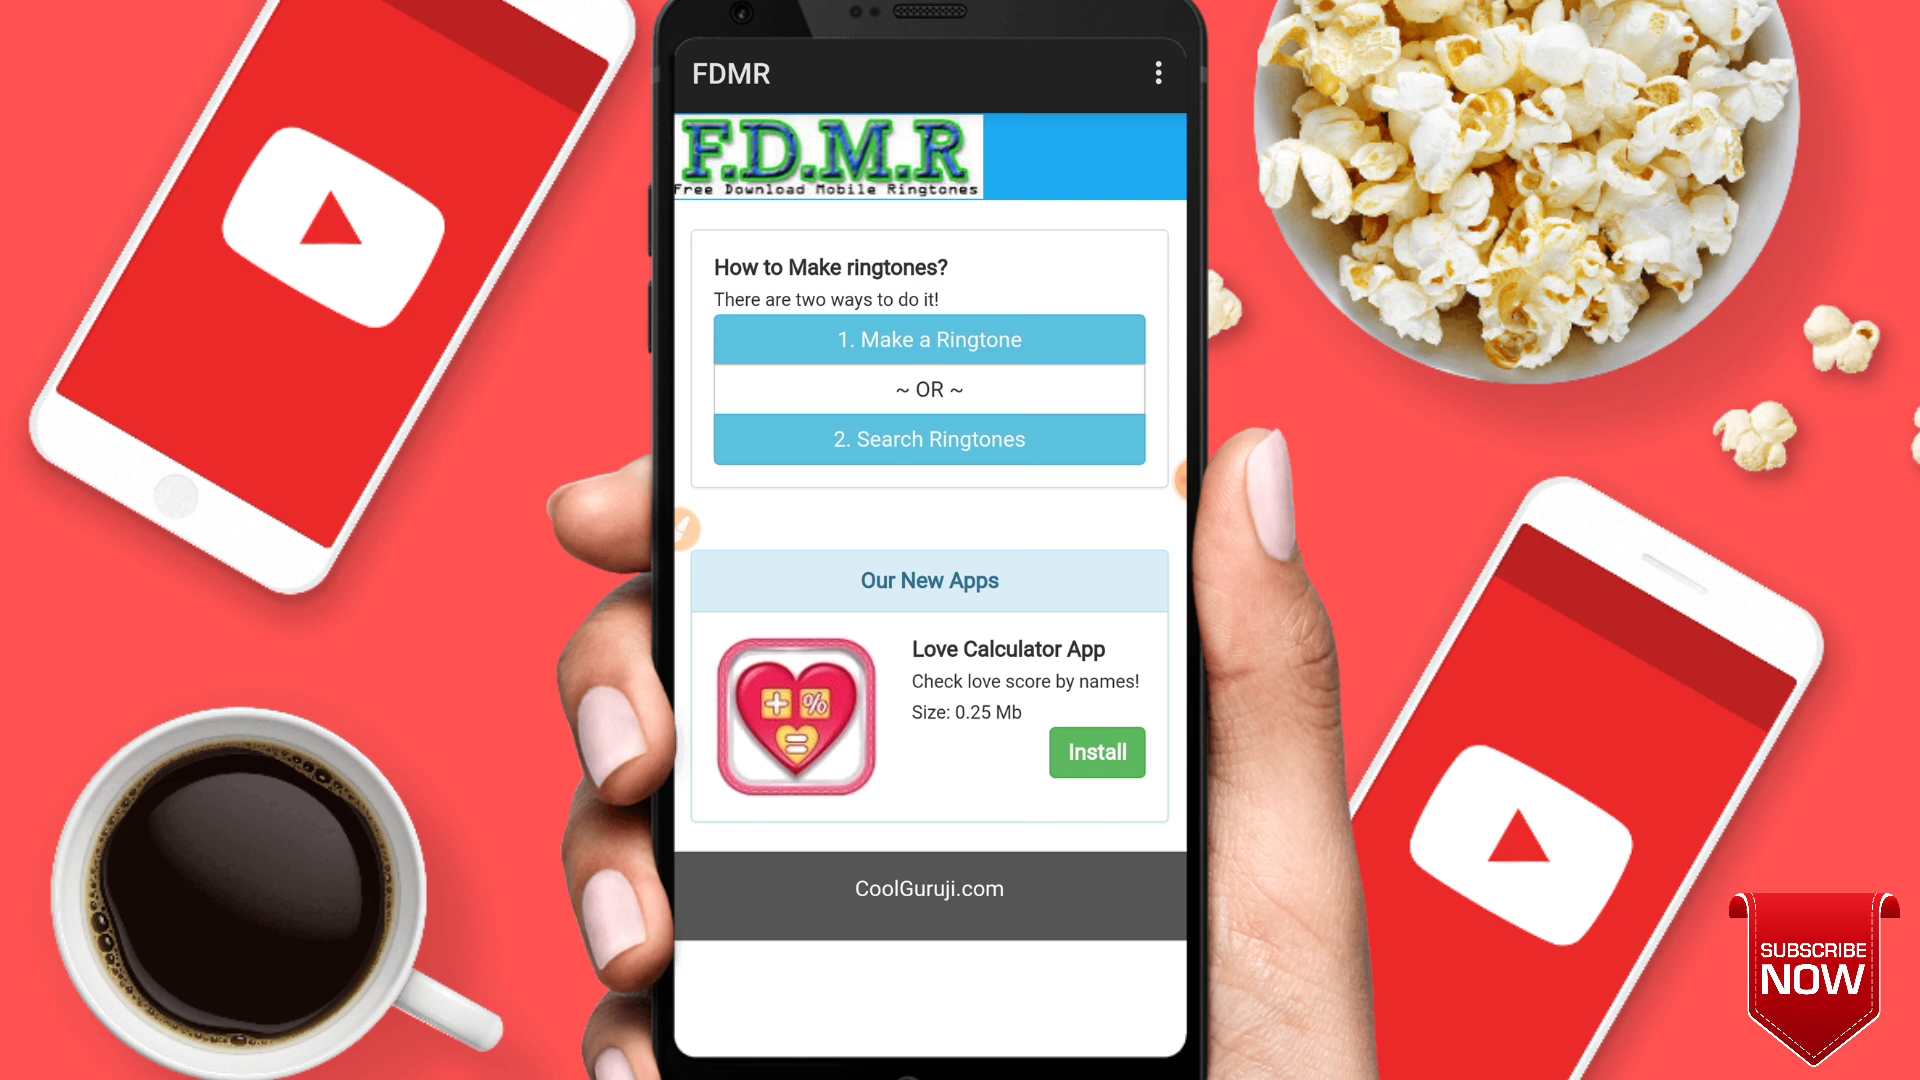 FDMR
F.D.M.R
Free Download Mobile Ringtones
How to Make ringtones?
There are two ways to do it!
1. Make a Ringtone
~ OR ~
2. Search Ringtones
Our New Apps
Love Calculator App
Check love score by names!
Size: 0.25 Mb
Install
CoolGuruji.com
SUBSCRIBE
NOW